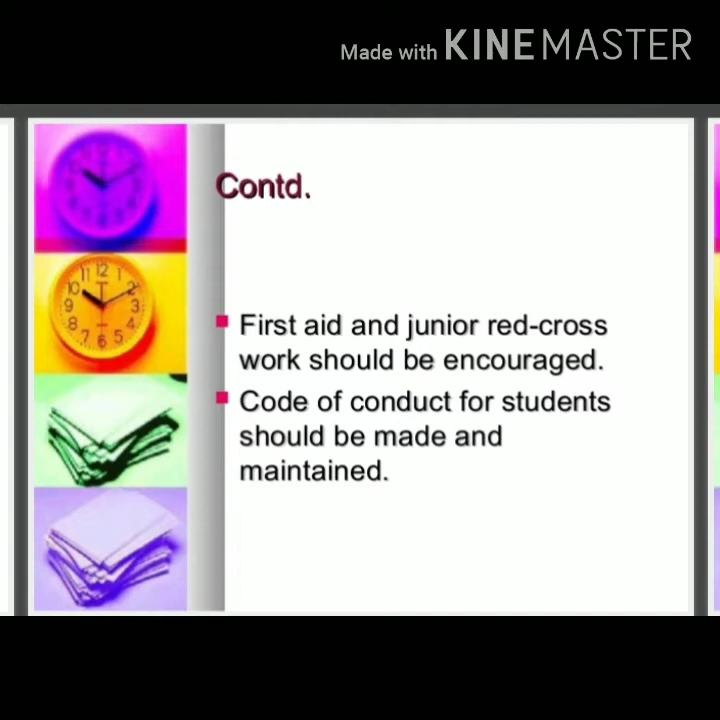 Made with KINEMASTER
Contd.
First aid and junior red-cross
work should be encouraged.
Code of conduct for students
should be made and
maintained.